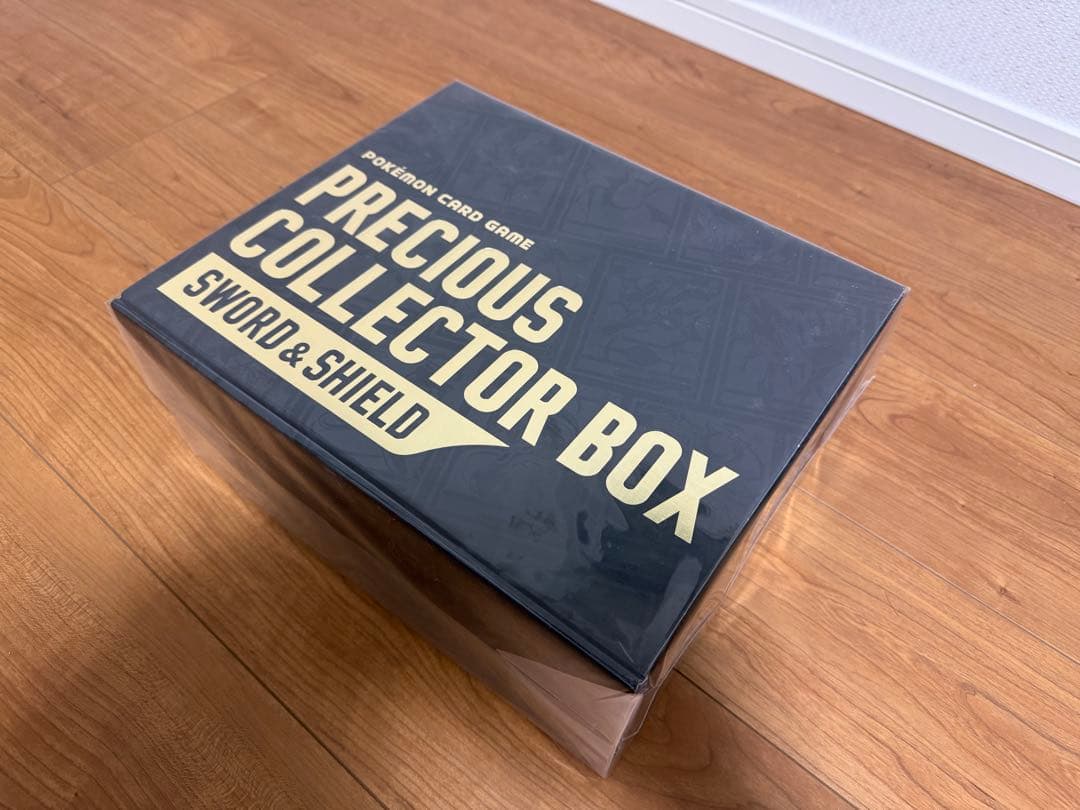 POKÉMON CARD GAME
PRECIOUS
COLLECTOR BOX
SWORD & SHIELD